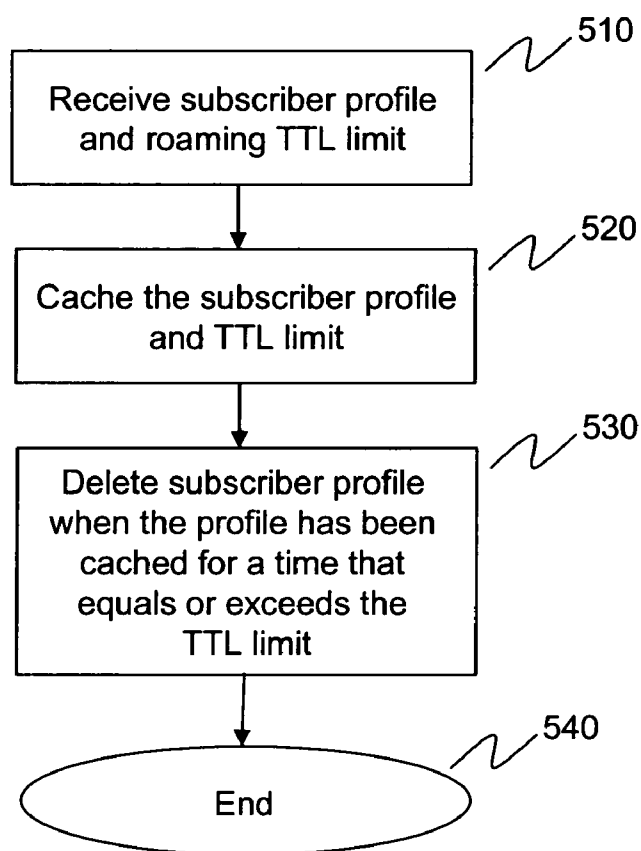 510
Receive subscriber profile
and roaming TTL limit
520
Cache the subscriber profile
and TTL limit
530
Delete subscriber profile
when the profile has been
cached for a time that
equals or exceeds the
TTL limit
540
End